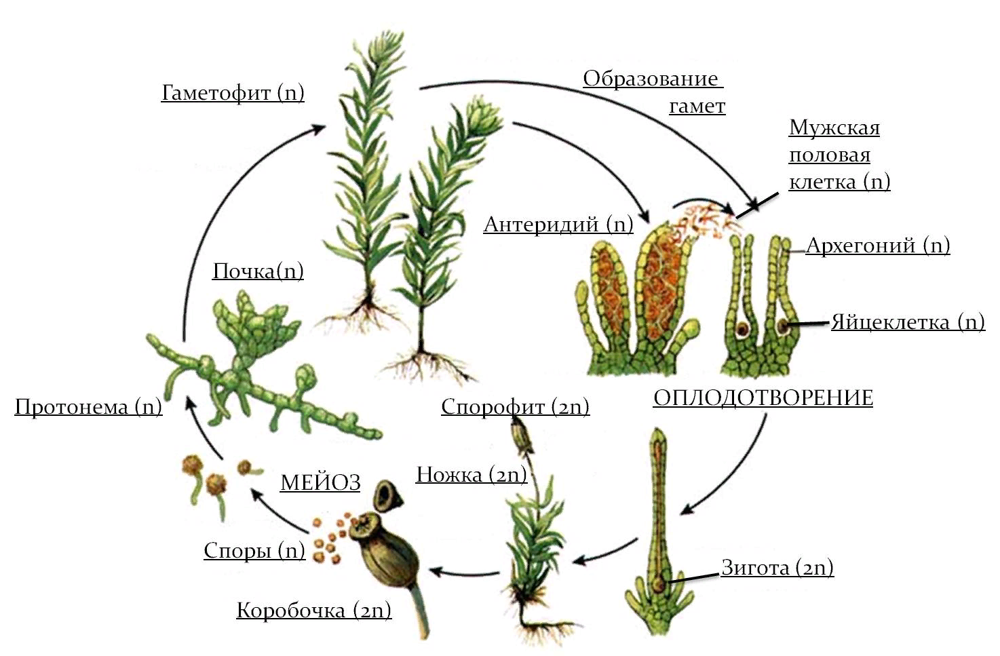 Гаметофит (n)
Образование
гамет
Мужская
половая
клетка (n)
Антеридий (n)
Архегоний (n)
Почка(n)
Яйцеклетка (n)
Протонема (n)
Спорофит (2n)
ОПЛОДОТВОРЕНИЕ
Ножка (2n)
МЕЙОЗ
Споры (n)
Зигота (2n)
Коробочка (2n)